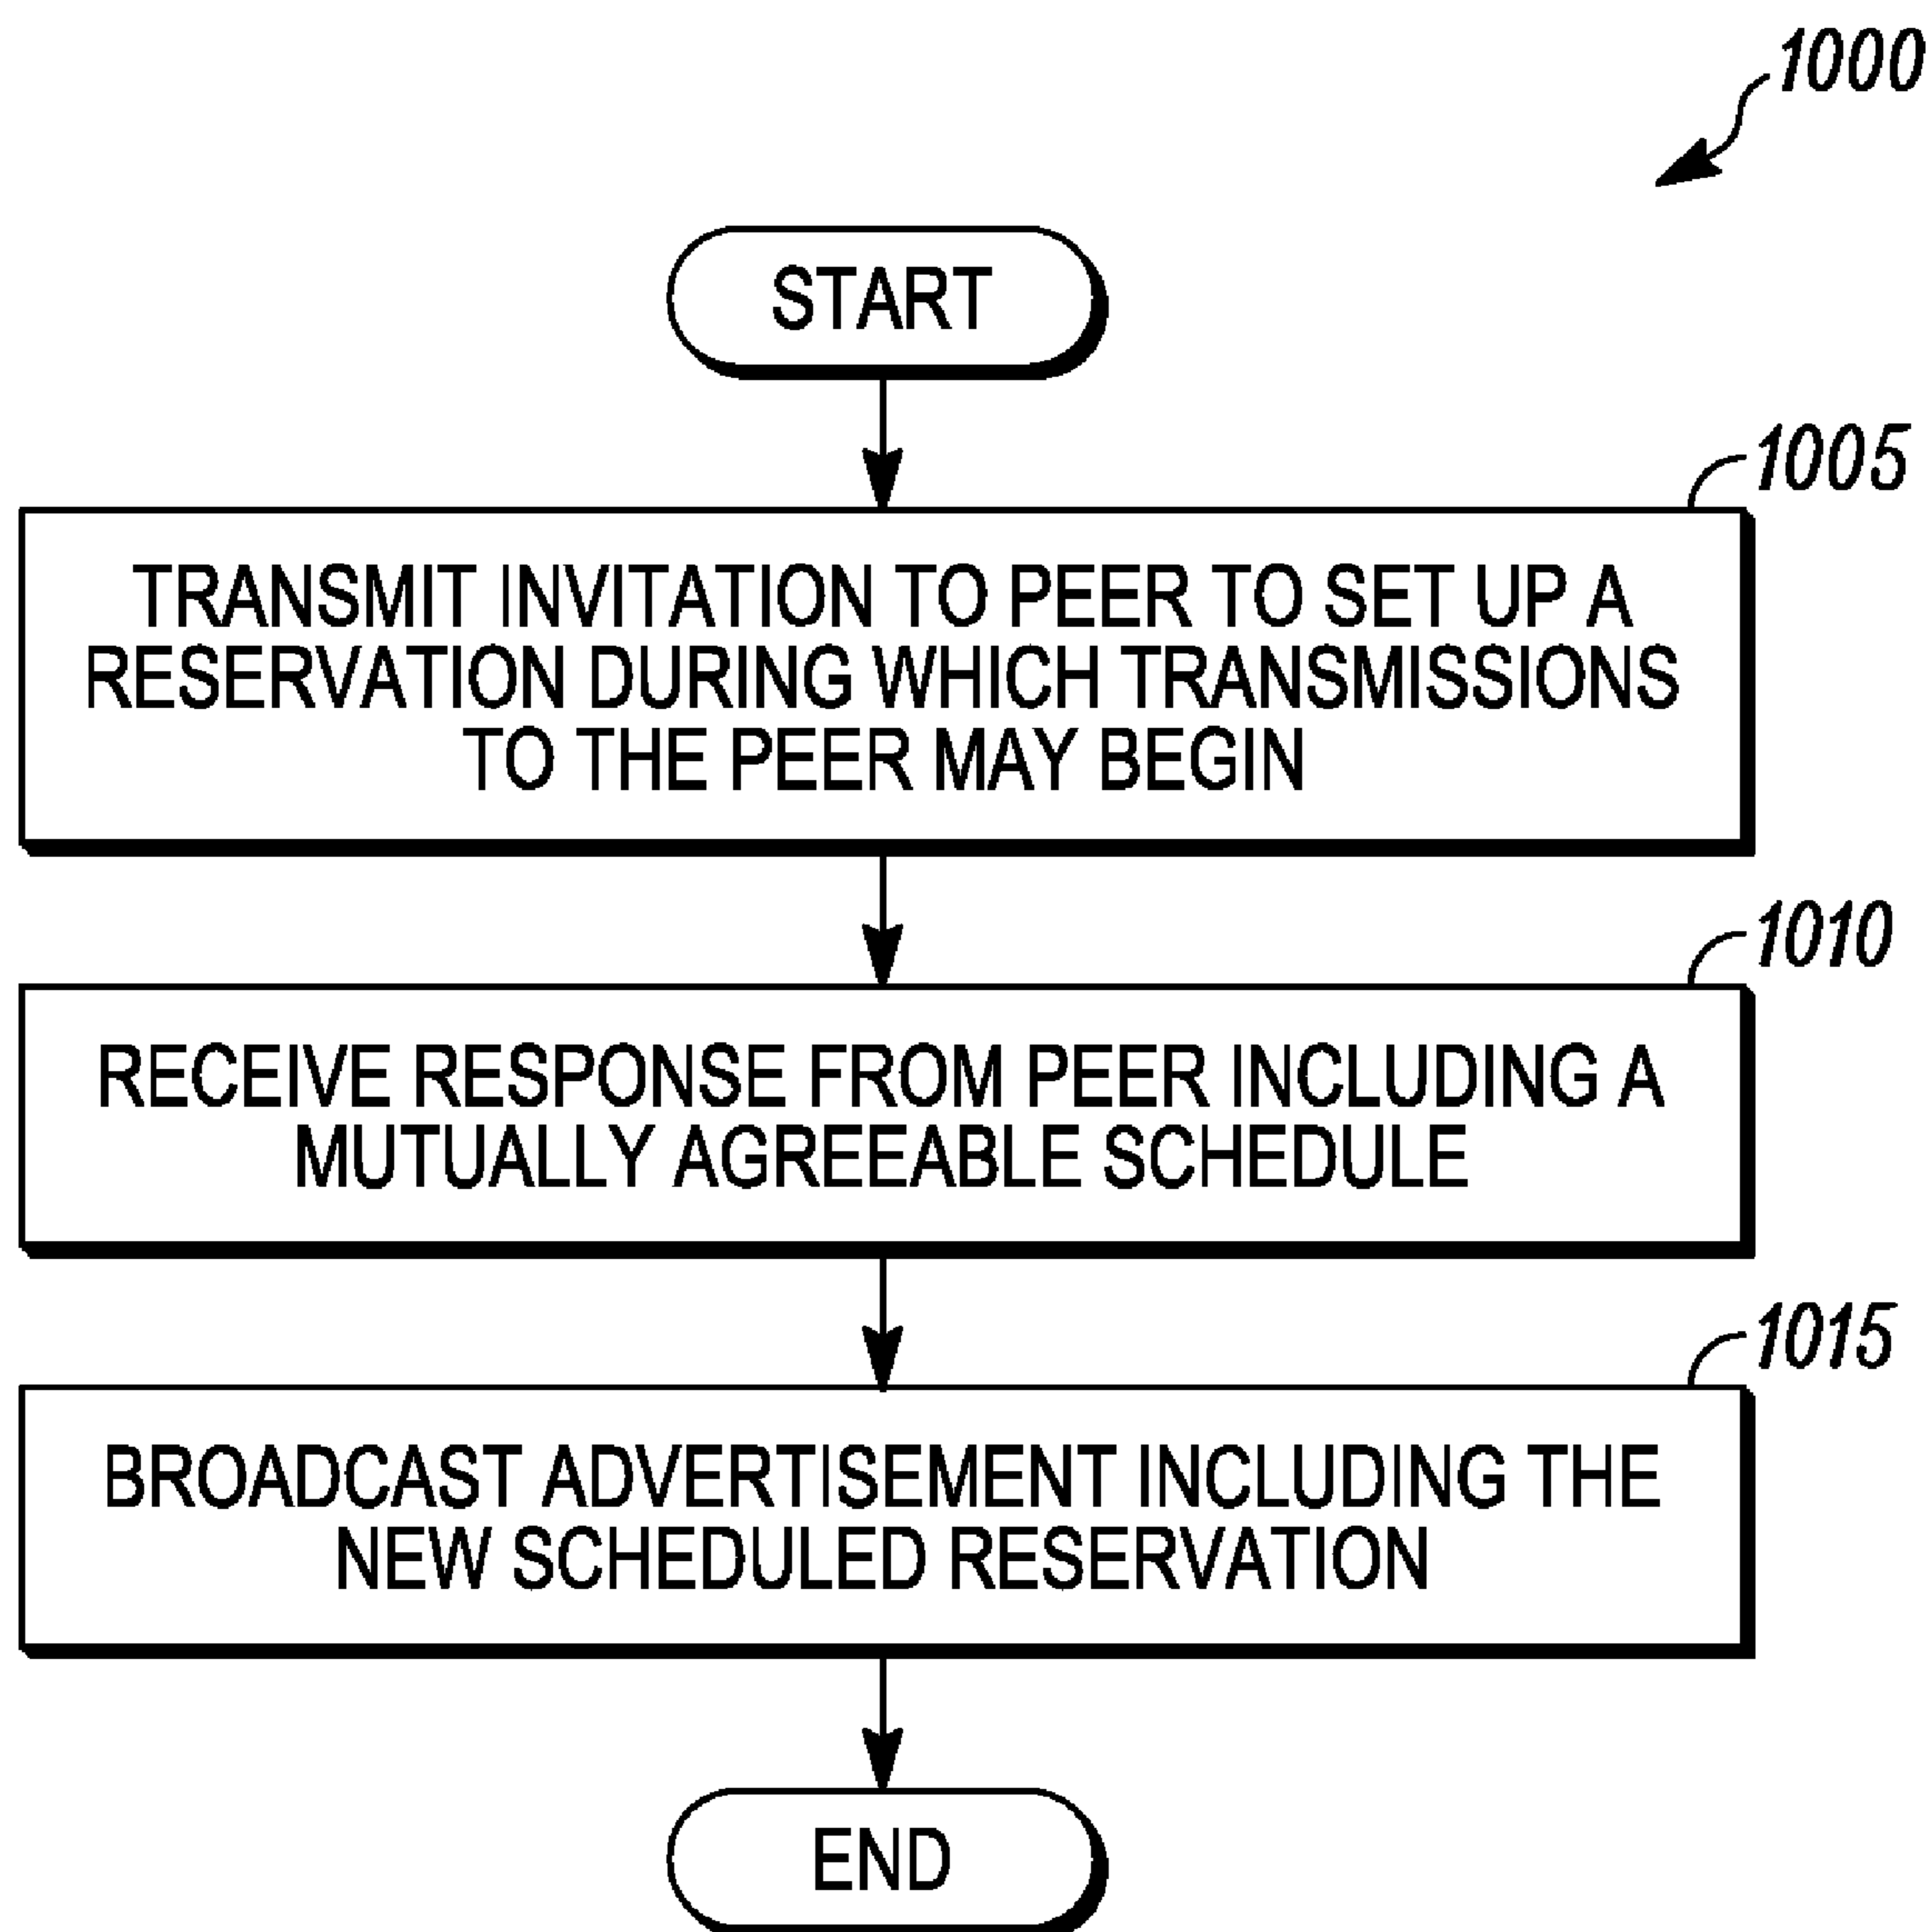 1000
START
1005
TRANSMIT INVITATION TO PEER TO SET UP A
RESERVATION DURING WHICH TRANSMISSIONS
TO THE PEER MAY BEGIN
1010
RECEIVE RESPONSE FROM PEER INCLUDING A
MUTUALLY AGREEABLE SCHEDULE
1015
BROADCAST ADVERTISEMENT INCLUDING THE
NEW SCHEDULED RESERVATION
END